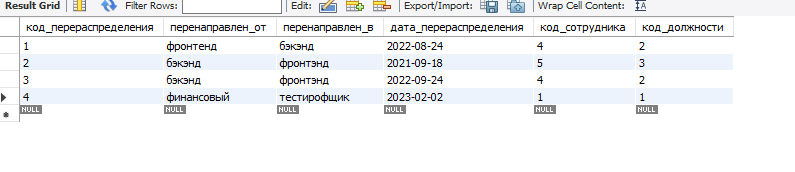 Result Grid Filter Rows: Edit: Export/Import: Wrap Cell Content: IA
код_перераспределения перенаправлен_от перенаправлен_в дата_перераспределения код_сотрудника код_должности
1 фронтенд бэкэнд 2022-08-24 4 2
2 бэкэнд фронтэнд 2021-09-18 5 3
3 бэкэнд фронтэнд 2022-09-24 4 2
4 финансовый тестирофщик 2023-02-02 1 1
NULL NULL NULL NULL NULL NULL